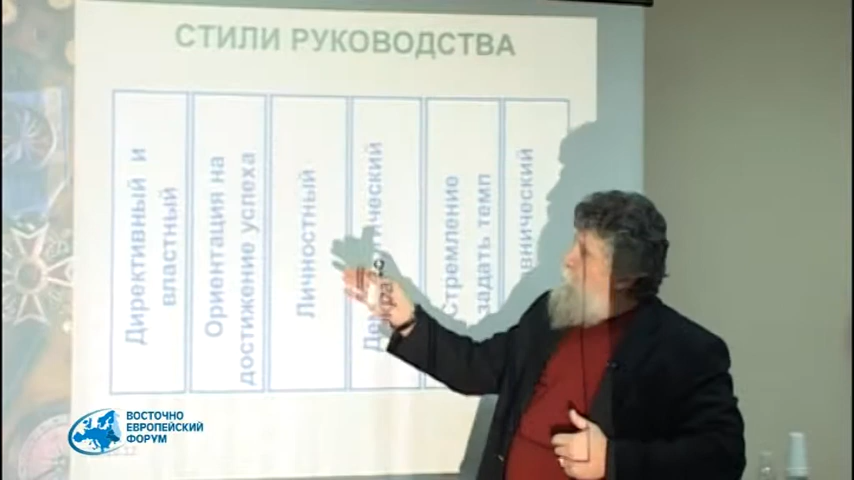 СТИЛИ РУКОВОДСТВА
Директивный и
властный
Ориентация на
достижение успеха
Личностный
Стремление
задать темп
ВОСТОЧНО
ЕВРОПЕЙСКИЙ
ФОРУМ